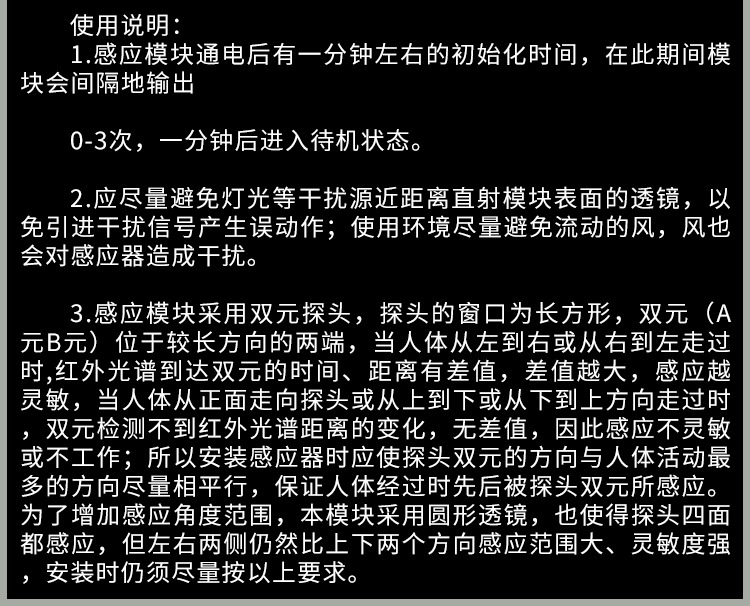 使用说明：
1.感应模块通电后有一分钟左右的初始化时间，在此期间模
块会间隔地输出
0-3次，一分钟后进入待机状态。
2.应尽量避免灯光等干扰源近距离直射模块表面的透镜，以
免引进干扰信号产生误动作；使用环境尽量避免流动的风，风也
会对感应器造成干扰。
3.感应模块采用双元探头，探头的窗口为长方形，双元（A
元B元）位于较长方向的两端，当人体从左到右或从右到左走过
时,红外光谱到达双元的时间、距离有差值，差值越大，感应越
灵敏，当人体从正面走向探头或从上到下或从下到上方向走过时
，双元检测不到红外光谱距离的变化，无差值，因此感应不灵敏
或不工作；所以安装感应器时应使探头双元的方向与人体活动最
多的方向尽量相平行，保证人体经过时先后被探头双元所感应。
为了增加感应角度范围，本模块采用圆形透镜，也使得探头四面
都感应，但左右两侧仍然比上下两个方向感应范围大、灵敏度强
，安装时仍须尽量按以上要求。